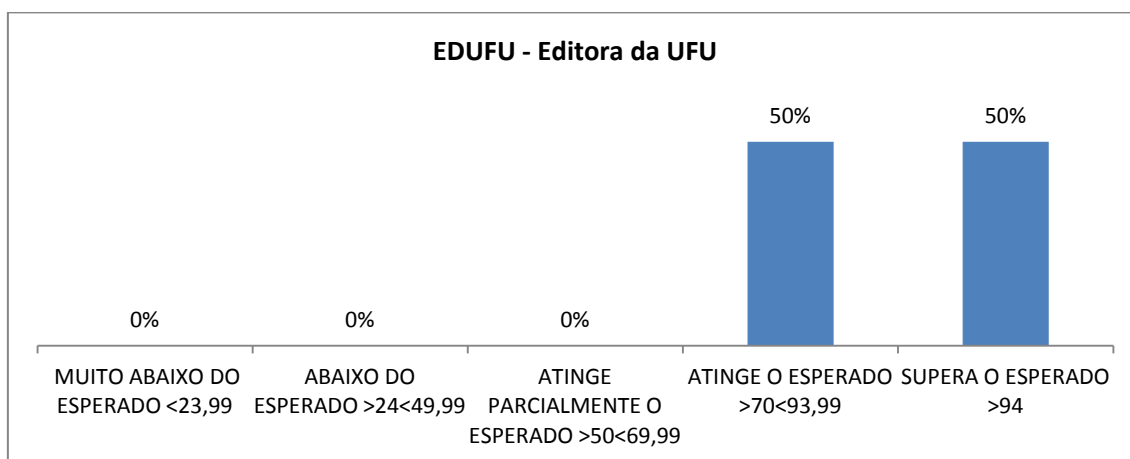 EDUFU - Editora da UFU
50%
50%
0%
0%
0%
MUITO ABAIXO DO
ESPERADO <23,99
ABAIXO DO
ESPERADO >24<49,99
ATINGE
PARCIALMENTE O
ESPERADO >50<69,99
ATINGE O ESPERADO
>70<93,99
SUPERA O ESPERADO
>94